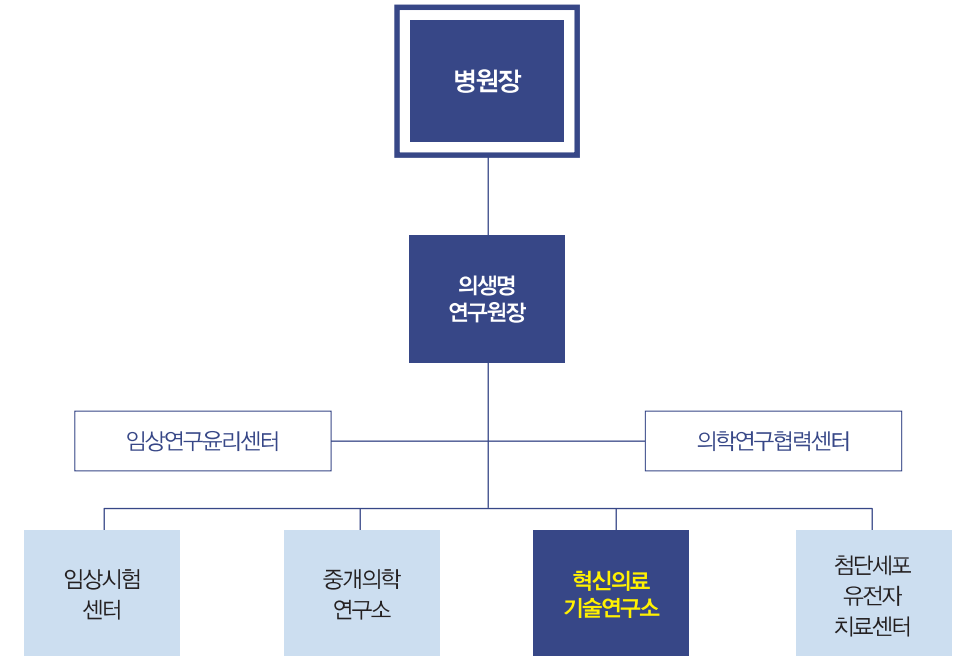 병원장
의생명
연구원장
임상연구윤리센터
의학연구협력센터
임상시험
센터
중개의학
연구소
혁신의료
기술연구소
첨단세포
유전자
치료센터